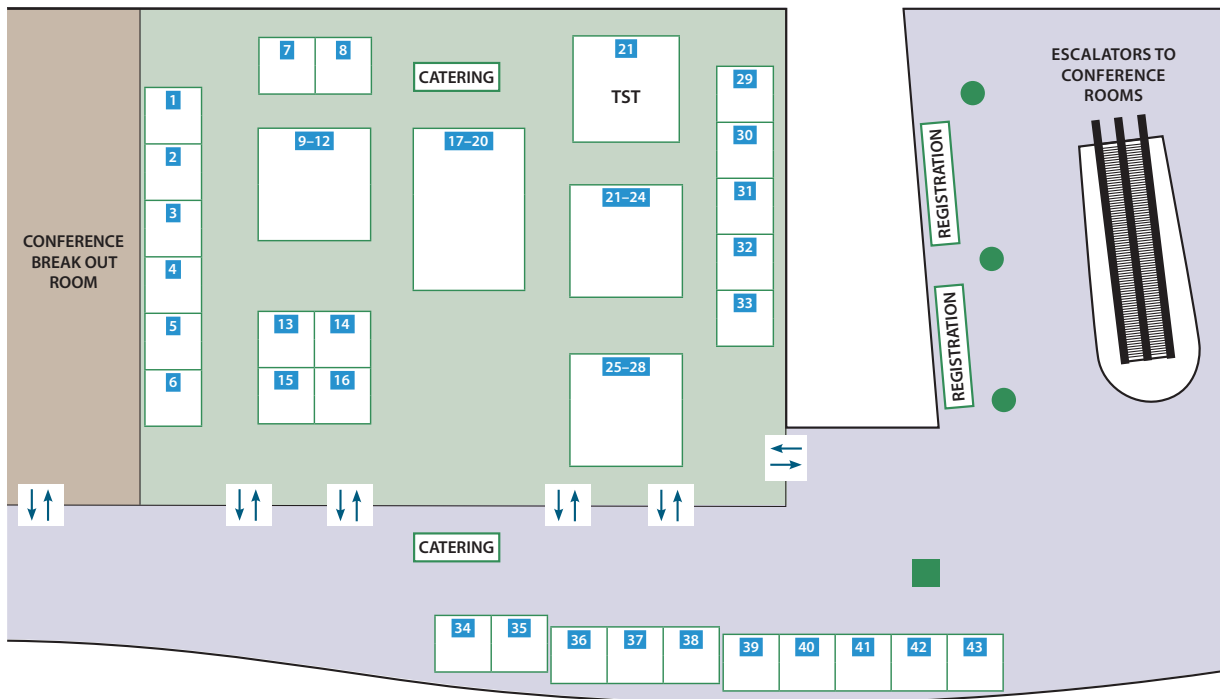 7
8
CATERING
21
TST
29
30
31
32
33
1
2
3
4
5
6
9–12
17–20
21–24
13
14
15
16
25–28
CONFERENCE
BREAK OUT
ROOM
REGISTRATION
REGISTRATION
ESCALATORS TO
CONFERENCE
ROOMS
CATERING
34
35
36
37
38
39
40
41
42
43